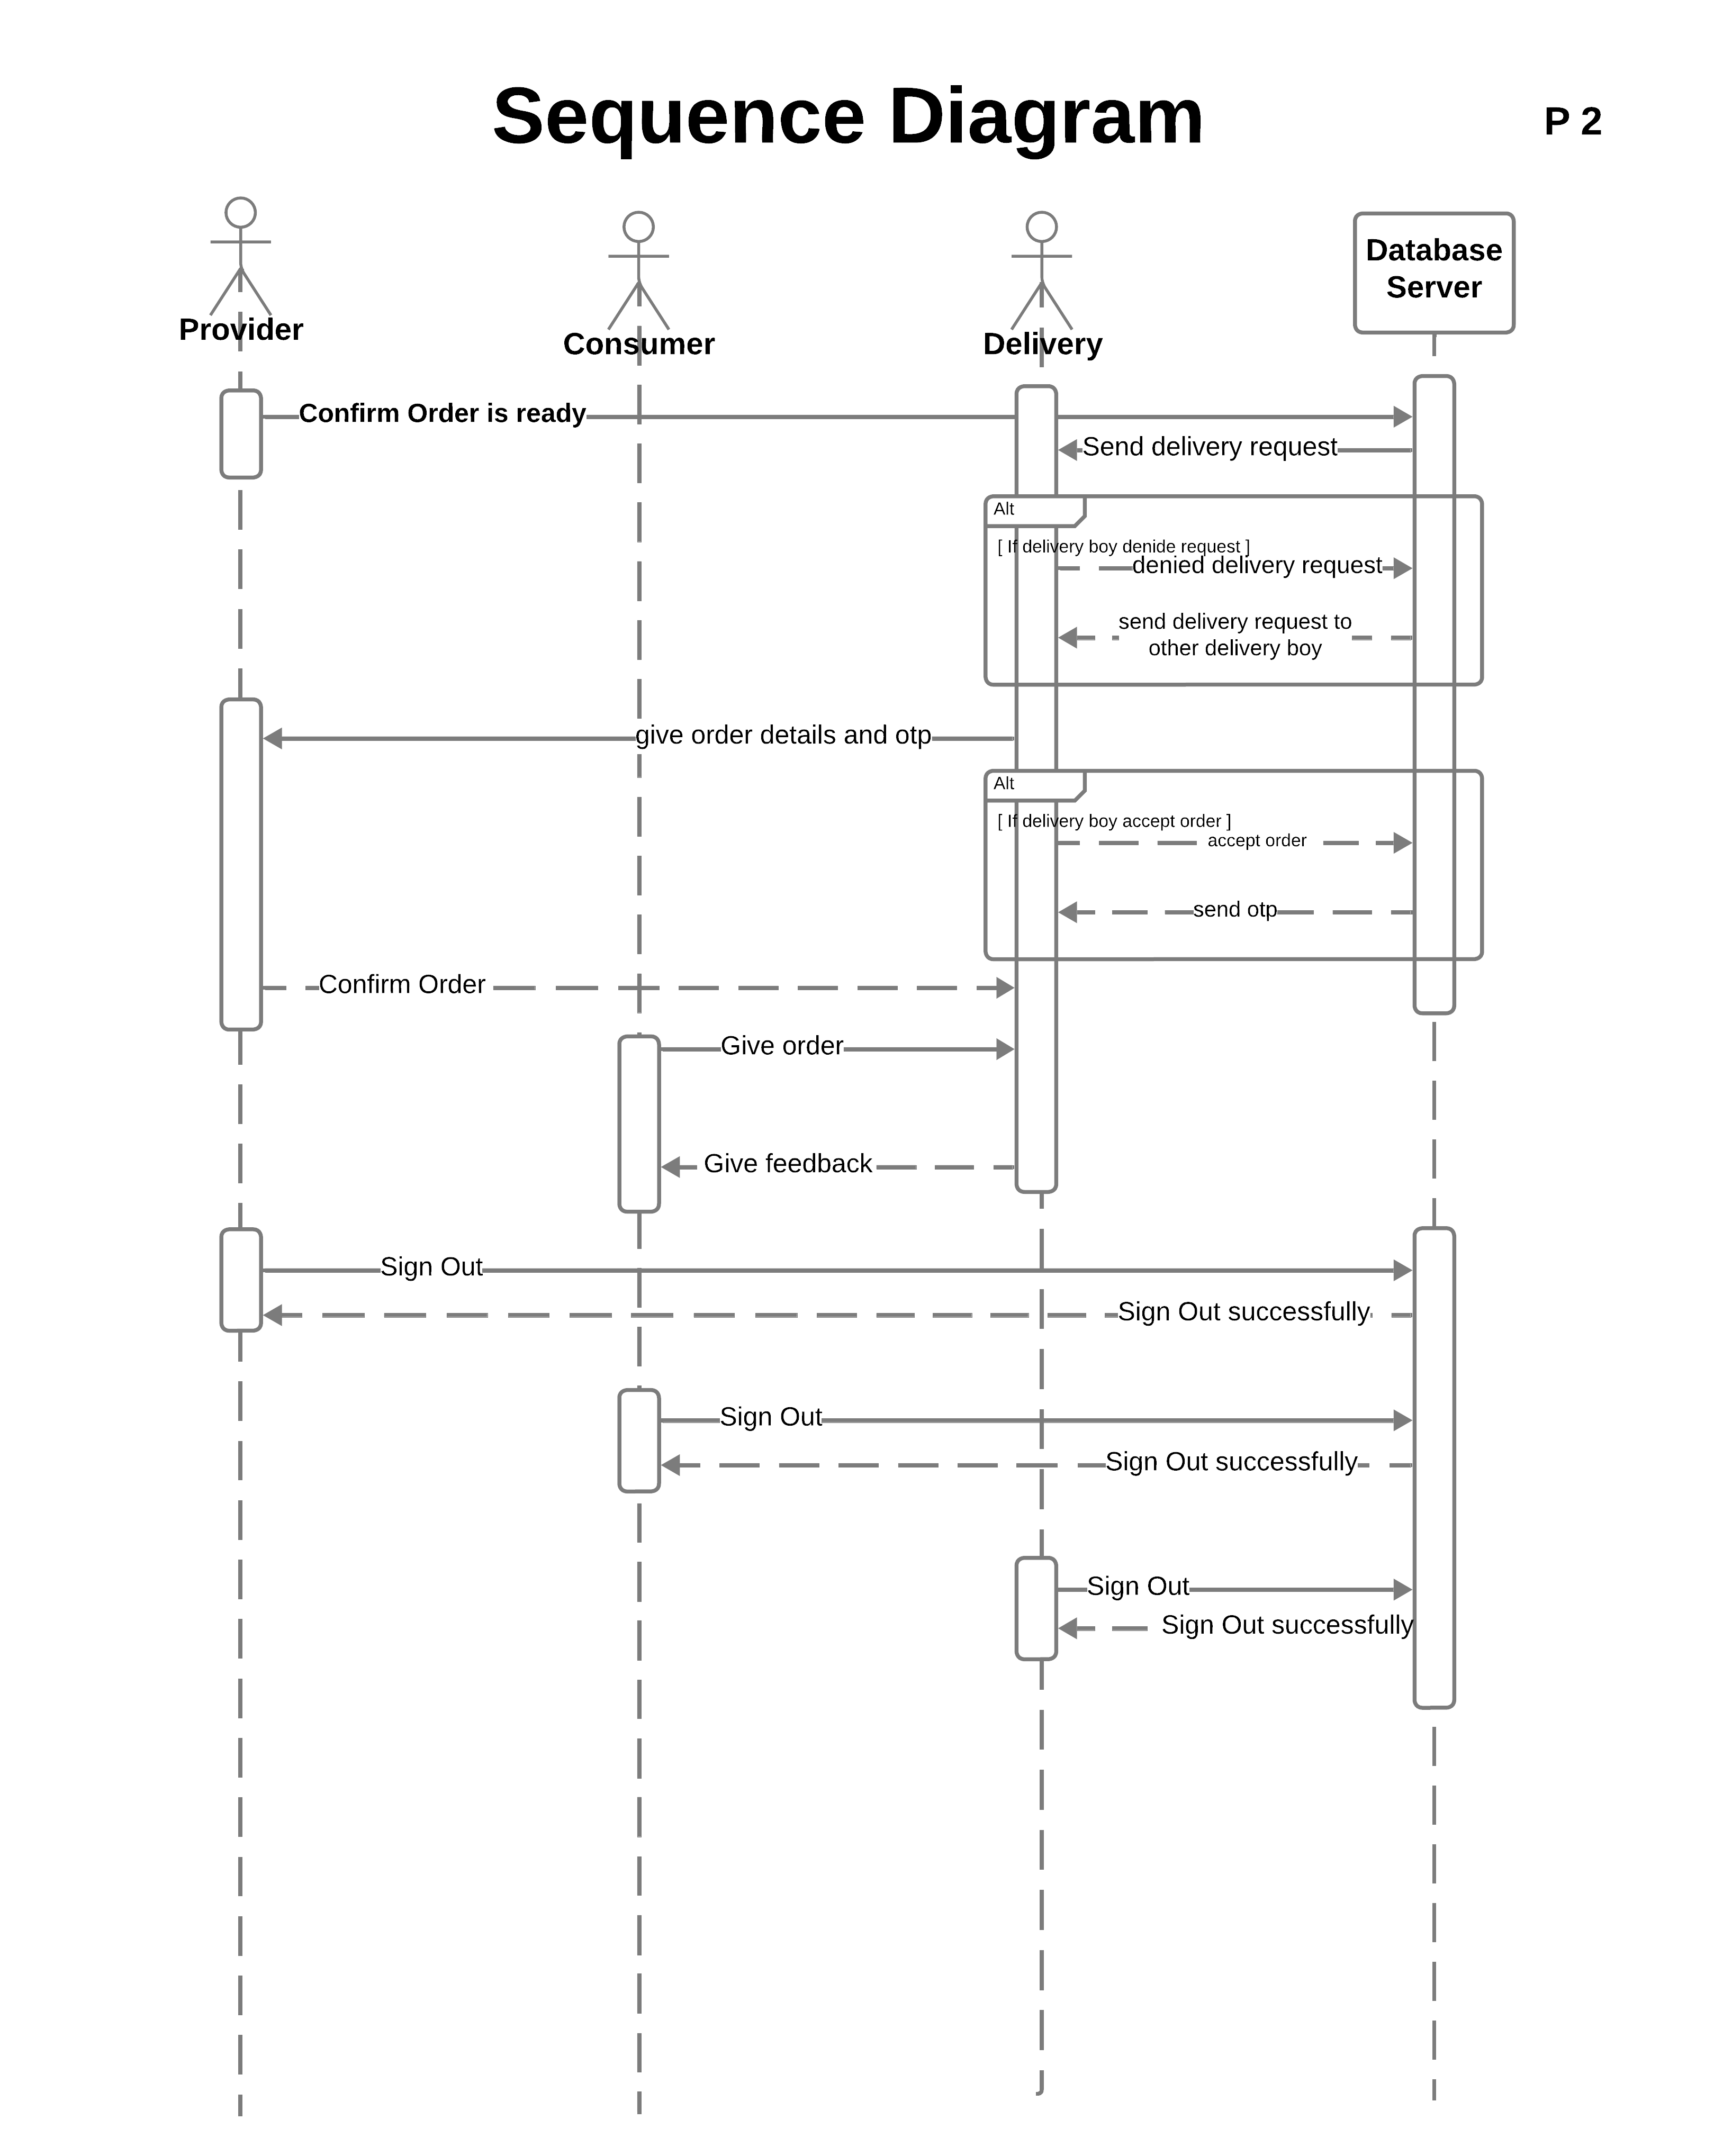 Sequence Diagram
P 2
Provider
Consumer
Delivery
Database
Server
Confirm Order is ready
Send delivery request
Alt
[ If delivery boy denide request ]
denied delivery request
send delivery request to
other delivery boy
give order details and otp
Alt
[ If delivery boy accept order ]
accept order
send otp
Confirm Order
Give order
Give feedback
Sign Out
Sign Out successfully
Sign Out
Sign Out successfully
Sign Out
Sign Out successfully